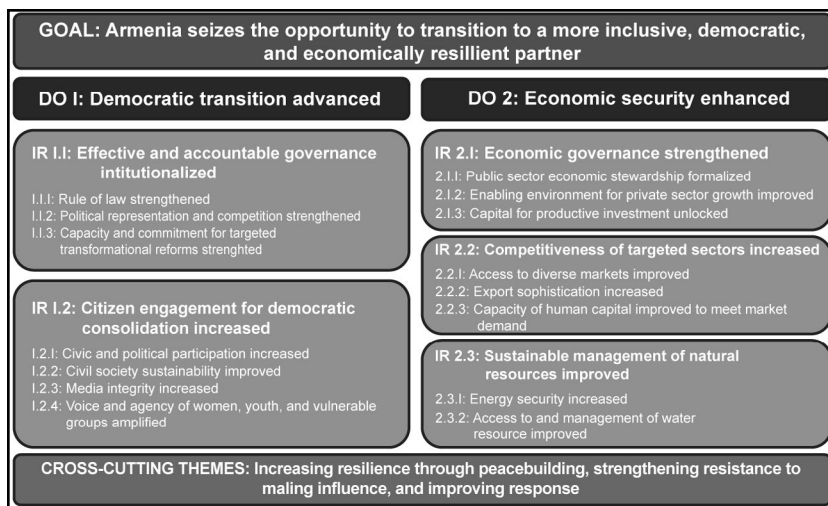 GOAL: Armenia seizes the opportunity to transition to a more inclusive, democratic,
and economically resillient partner
DO I: Democratic transition advanced
IR I.I: Effective and accountable governance
intitutionalized
I.I.I: Rule of law strengthened
I.I.2: Political representation and competition strengthened
I.I.3: Capacity and commitment for targeted
transformational reforms strenghted
IR I.2: Citizen engagement for democratic
consolidation increased
I.2.I: Civic and political participation increased
I.2.2: Civil society sustainability improved
I.2.3: Media integrity increased
I.2.4: Voice and agency of women, youth, and vulnerable
groups amplified
DO 2: Economic security enhanced
IR 2.I: Economic governance strengthened
2.I.I: Public sector economic stewardship formalized
2.I.2: Enabling environment for private sector growth improved
2.I.3: Capital for productive investment unlocked
IR 2.2: Competitiveness of targeted sectors increased
2.2.I: Access to diverse markets improved
2.2.2: Export sophistication increased
2.2.3: Capacity of human capital improved to meet market
demand
IR 2.3: Sustainable management of natural
resources improved
2.3.I: Energy security increased
2.3.2: Access to and management of water
resource improved
CROSS-CUTTING THEMES: Increasing resilience through peacebuilding, strengthening resistance to
maling influence, and improving response